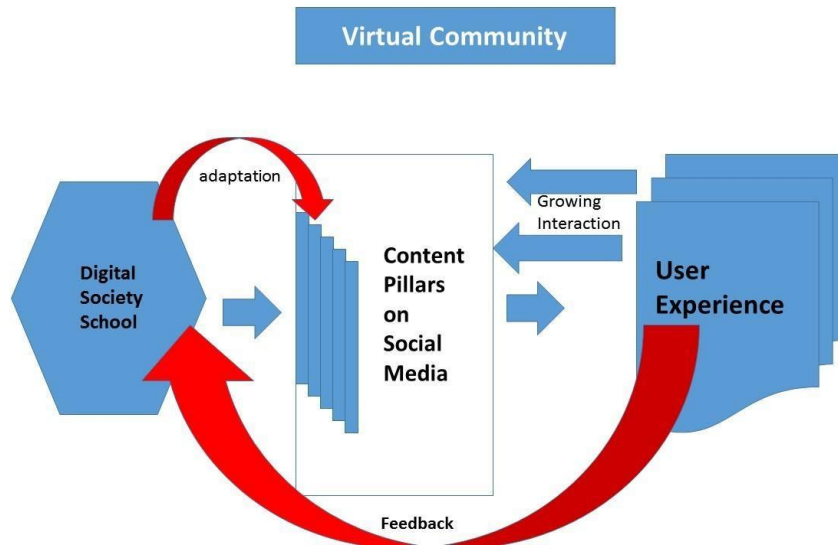 Virtual Community
adaptation
Digital
Society
School
Content
Pillars
on
Social
Media
Growing
Interaction
User
Experience
Feedback